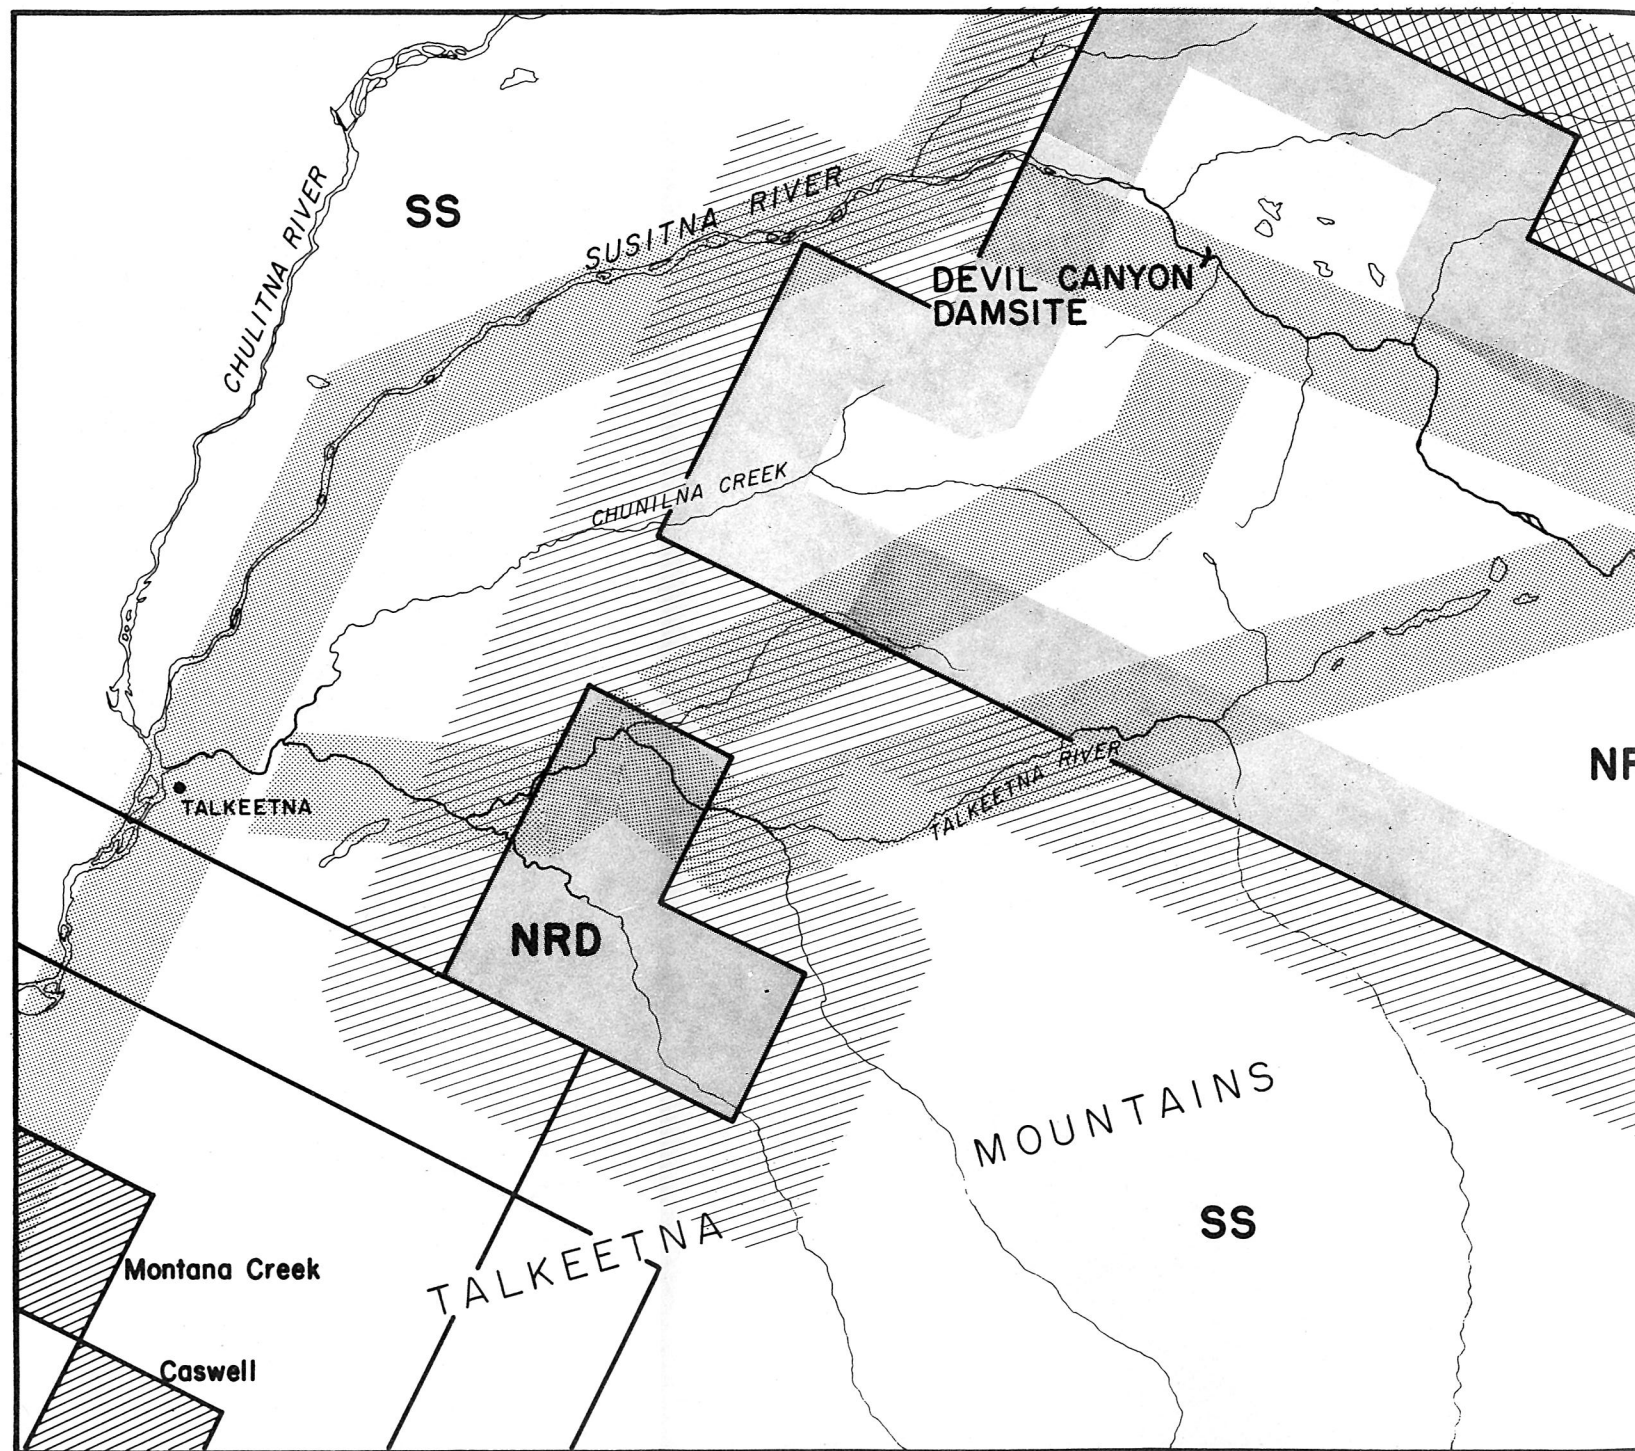 CHULITNA RIVER
SS
SUSITNA RIVER
DEVIL CANYON
DAMSITE
CHUNILNA CREEK
TALKEETNA RIVER
TALKEETNA
NRD
MOUNTAINS
SS
TALKEETNA
Montana Creek
Caswell